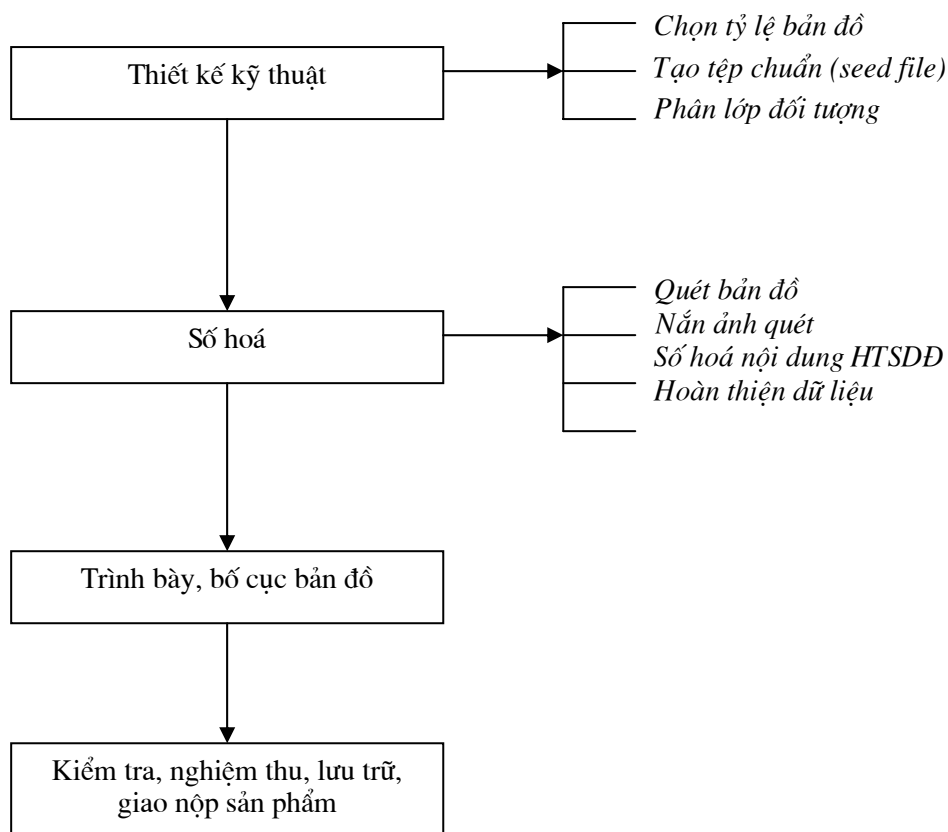 Thiết kế kỹ thuật
Chọn tỷ lệ bản đồ
Tạo tệp chuẩn (seed file)
Phân lớp đối tượng
Số hoá
Quét bản đồ
Nắn ảnh quét
Số hoá nội dung HTSDĐ
Hoàn thiện dữ liệu
Trình bày, bố cục bản đồ
Kiểm tra, nghiệm thu, lưu trữ,
giao nộp sản phẩm